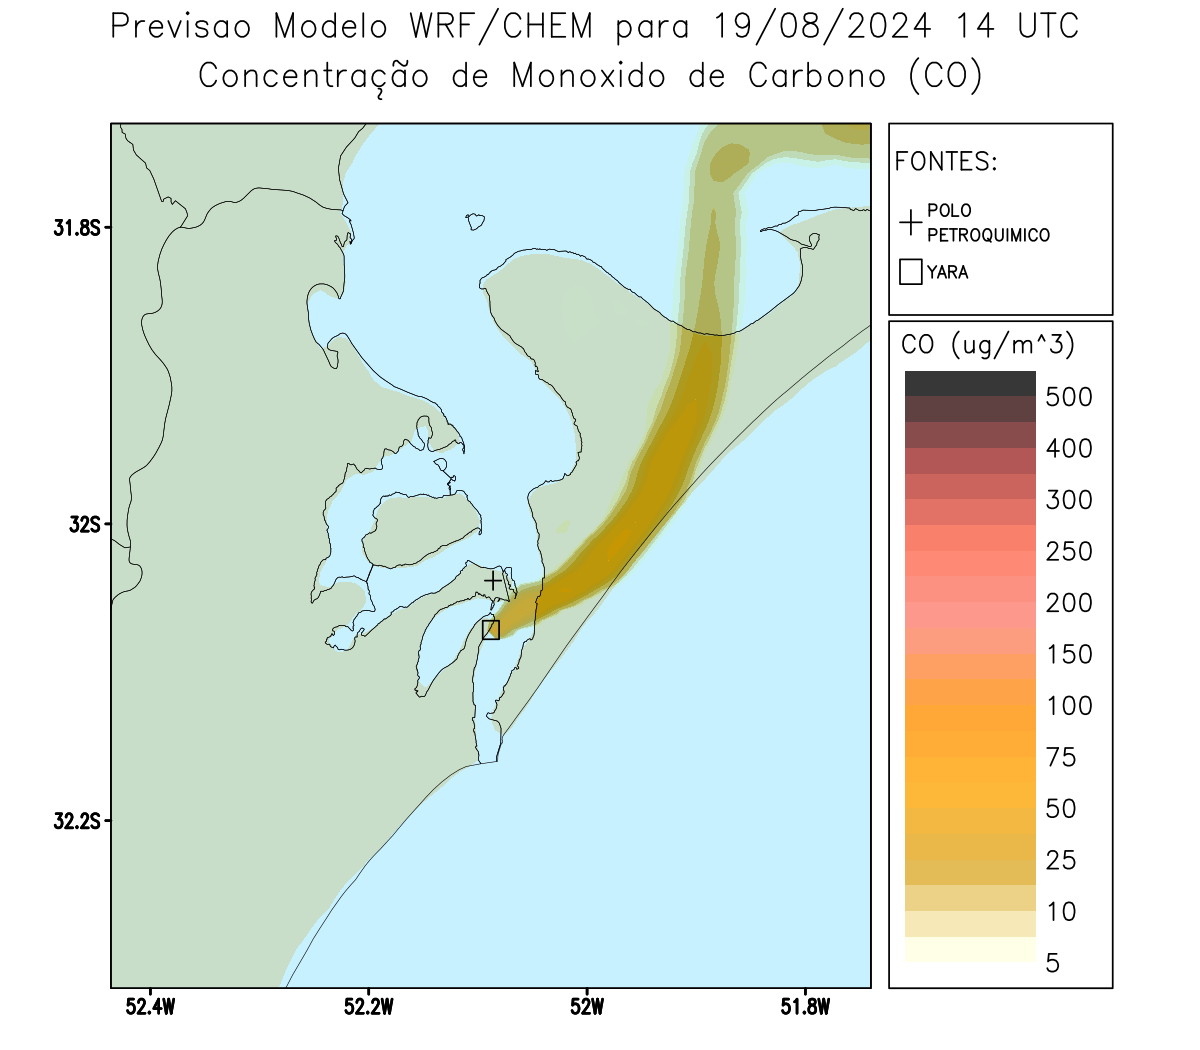 Previsao Modelo WRF/CHEM para 19/08/2024 14 UTC
Concentração de Monoxido de Carbono (CO)
FONTES:
POLO
PETROQUIMICO
YARA
CO (ug/m^3)
500
400
300
250
200
150
100
75
50
25
10
5
31.8S
32S
32.2S
52.4W
52.2W
52W
51.8W